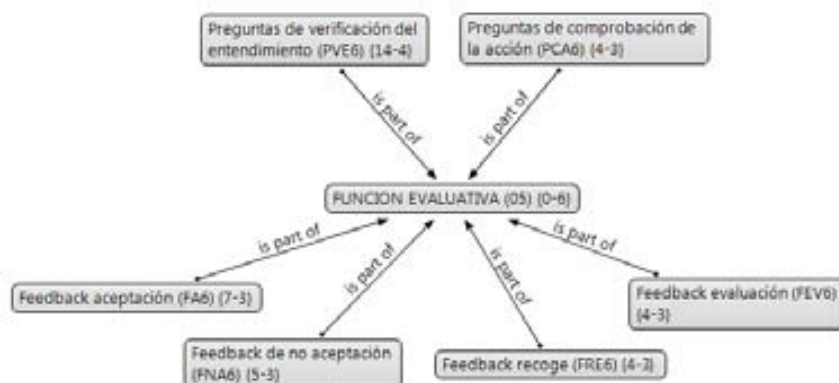 Preguntas de verificación del
entendimiento (PVE6) (14-4)
Preguntas de comprobación de
la acción (PCA6) (4-3)
is part of
is part of
FUNCION EVALUATIVA (05) (0-6)
is part of
is part of
is part of
is part of
Feedback aceptación (FA6) (7-3)
Feedback evaluación (FEV6)
(4-3)
Feedback de no aceptación
(FNA6) (5-3)
Feedback recoge (FRE6) (4-3)